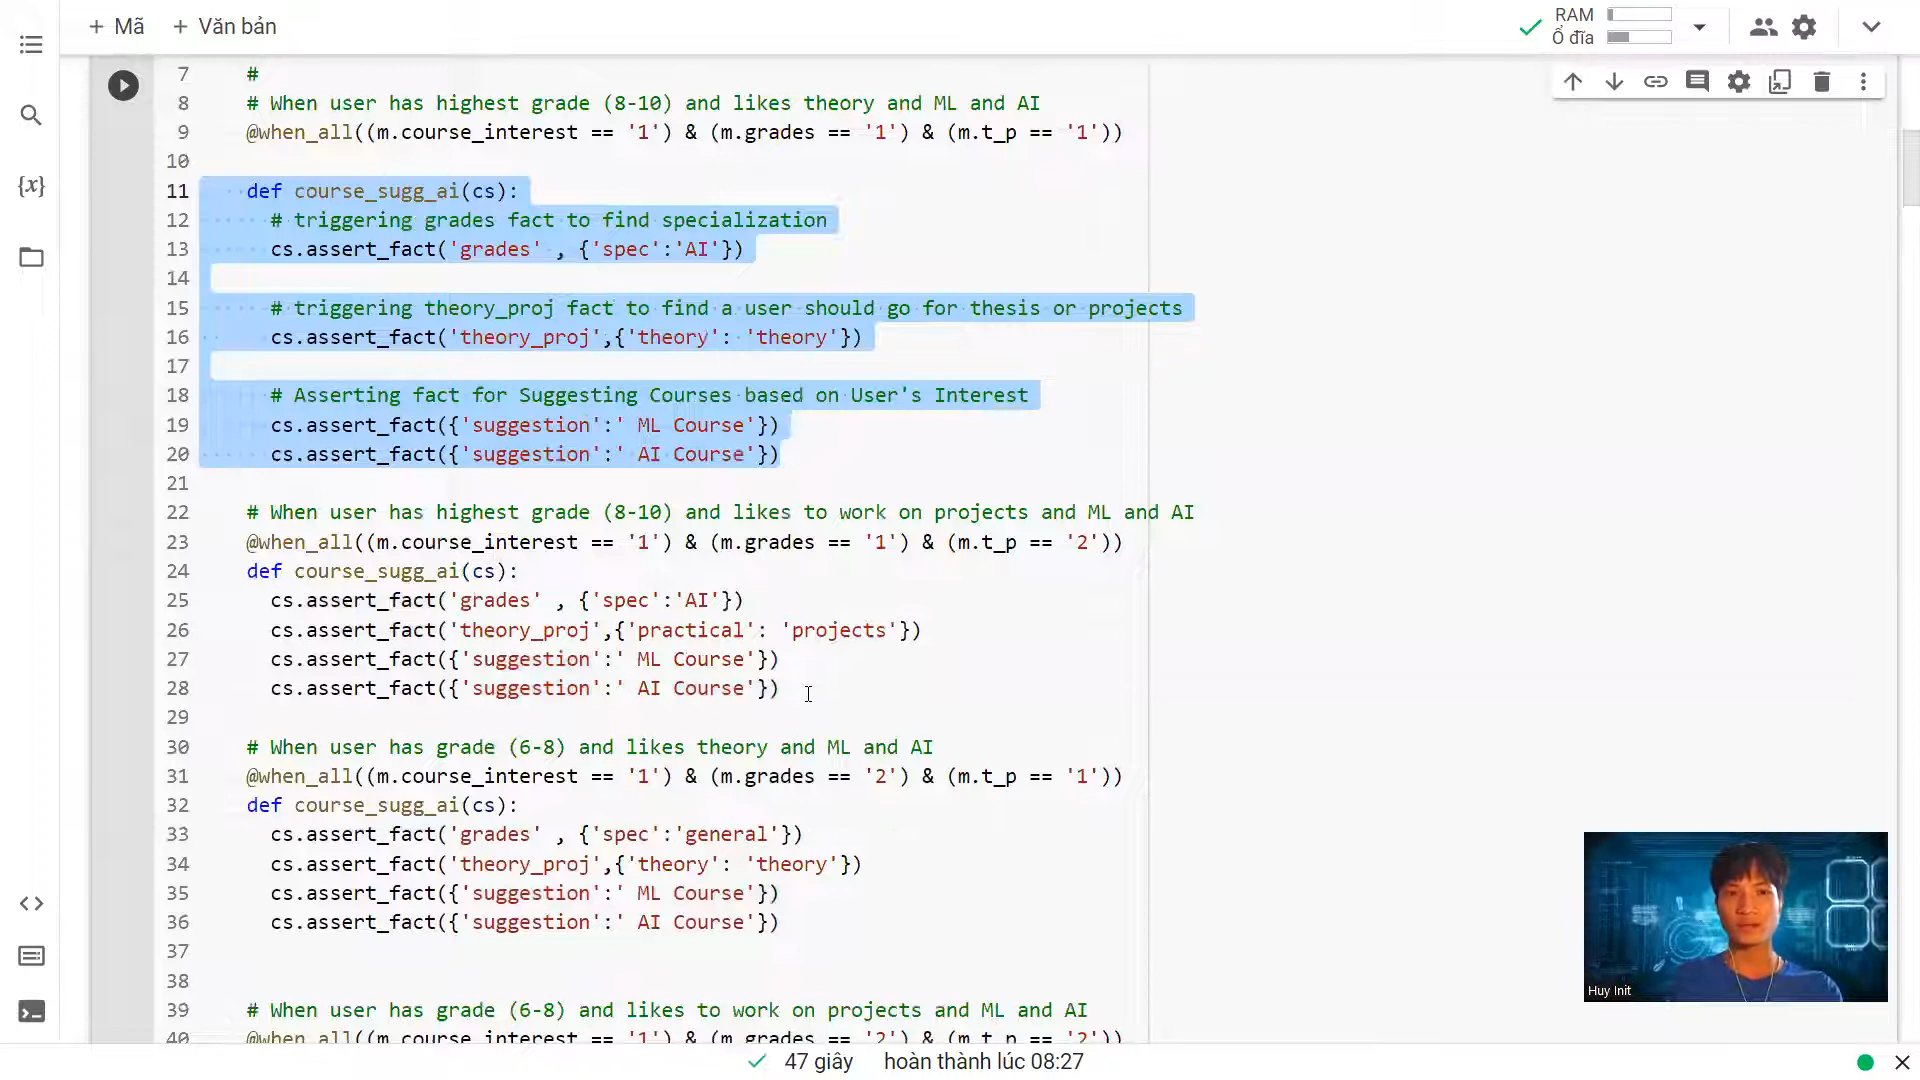 + Mã + Văn bản
RAM
Ổ đĩa
{x}
7 #
8 # When user has highest grade (8-10) and likes theory and ML and AI
9 @when_all((m.course_interest == '1') & (m.grades == '1') & (m.t_p == '1'))
10
11 def course_sugg_ai(cs):
12 # triggering grades fact to find specialization
13 cs.assert_fact('grades' , {'spec':'AI'})
14
15 # triggering theory_proj fact to find a user should go for thesis or projects
16 cs.assert_fact('theory_proj',{'theory': 'theory'})
17
18 # Asserting fact for Suggesting Courses based on User's Interest
19 cs.assert_fact({'suggestion':' ML Course'})
20 cs.assert_fact({'suggestion':' AI Course'})
21
22 # When user has highest grade (8-10) and likes to work on projects and ML and AI
23 @when_all((m.course_interest == '1') & (m.grades == '1') & (m.t_p == '2'))
24 def course_sugg_ai(cs):
25 cs.assert_fact('grades' , {'spec':'AI'})
26 cs.assert_fact('theory_proj',{'practical': 'projects'})
27 cs.assert_fact({'suggestion':' ML Course'})
28 cs.assert_fact({'suggestion':' AI Course'})
29
30 # When user has grade (6-8) and likes theory and ML and AI
31 @when_all((m.course_interest == '1') & (m.grades == '2') & (m.t_p == '1'))
32 def course_sugg_ai(cs):
33 cs.assert_fact('grades' , {'spec':'general'})
34 cs.assert_fact('theory_proj',{'theory': 'theory'})
35 cs.assert_fact({'suggestion':' ML Course'})
36 cs.assert_fact({'suggestion':' AI Course'})
37
38
39 # When user has grade (6-8) and likes to work on projects and ML and AI
40 @when_all((m.course_interest == '1') & (m.grades == '2') & (m.t_p == '2'))
Huy Init
47 giây hoàn thành lúc 08:27